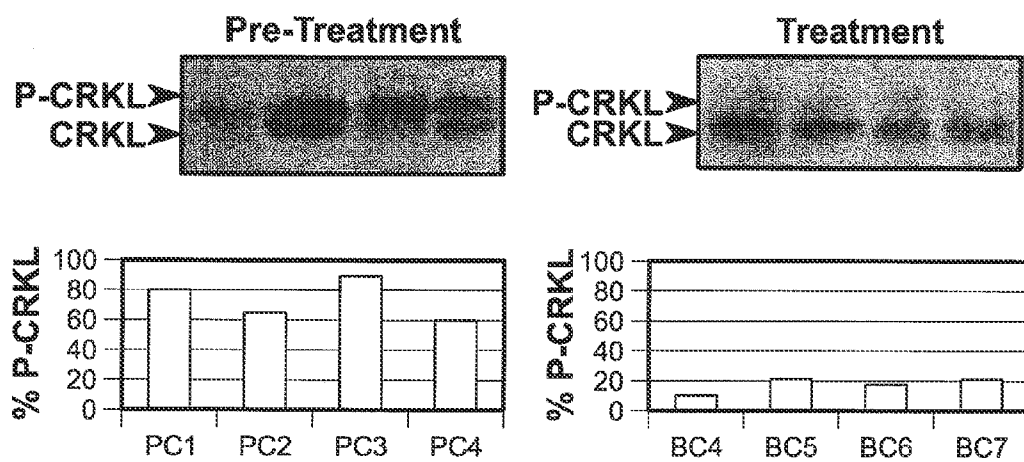 Pre-Treatment
P-CRKL
CRKL
% P-CRKL
100
80
60
40
20
0
PC1 PC2 PC3 PC4
Treatment
P-CRKL
CRKL
% P-CRKL
100
80
60
40
20
0
BC4 BC5 BC6 BC7